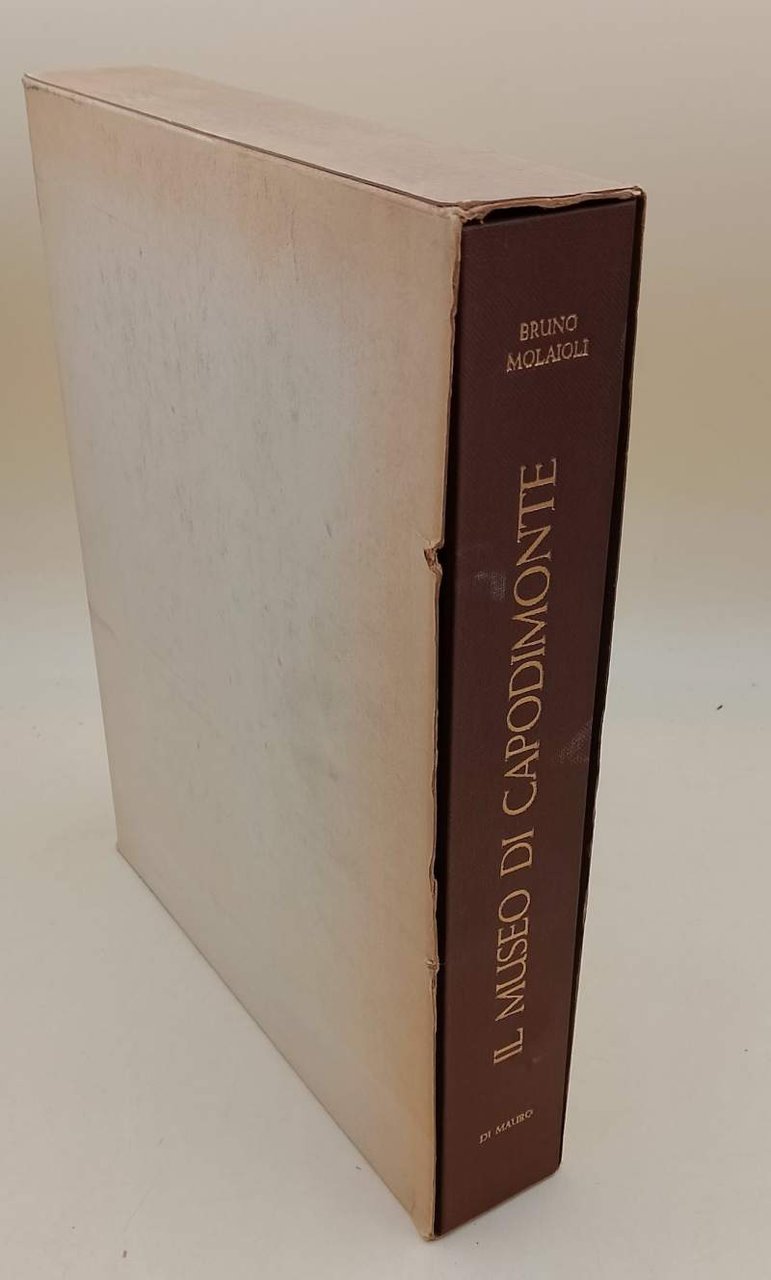 BRUNO
MOLAIOLI
IL MUSEO DI CAPODIMONTE
DI MAURO